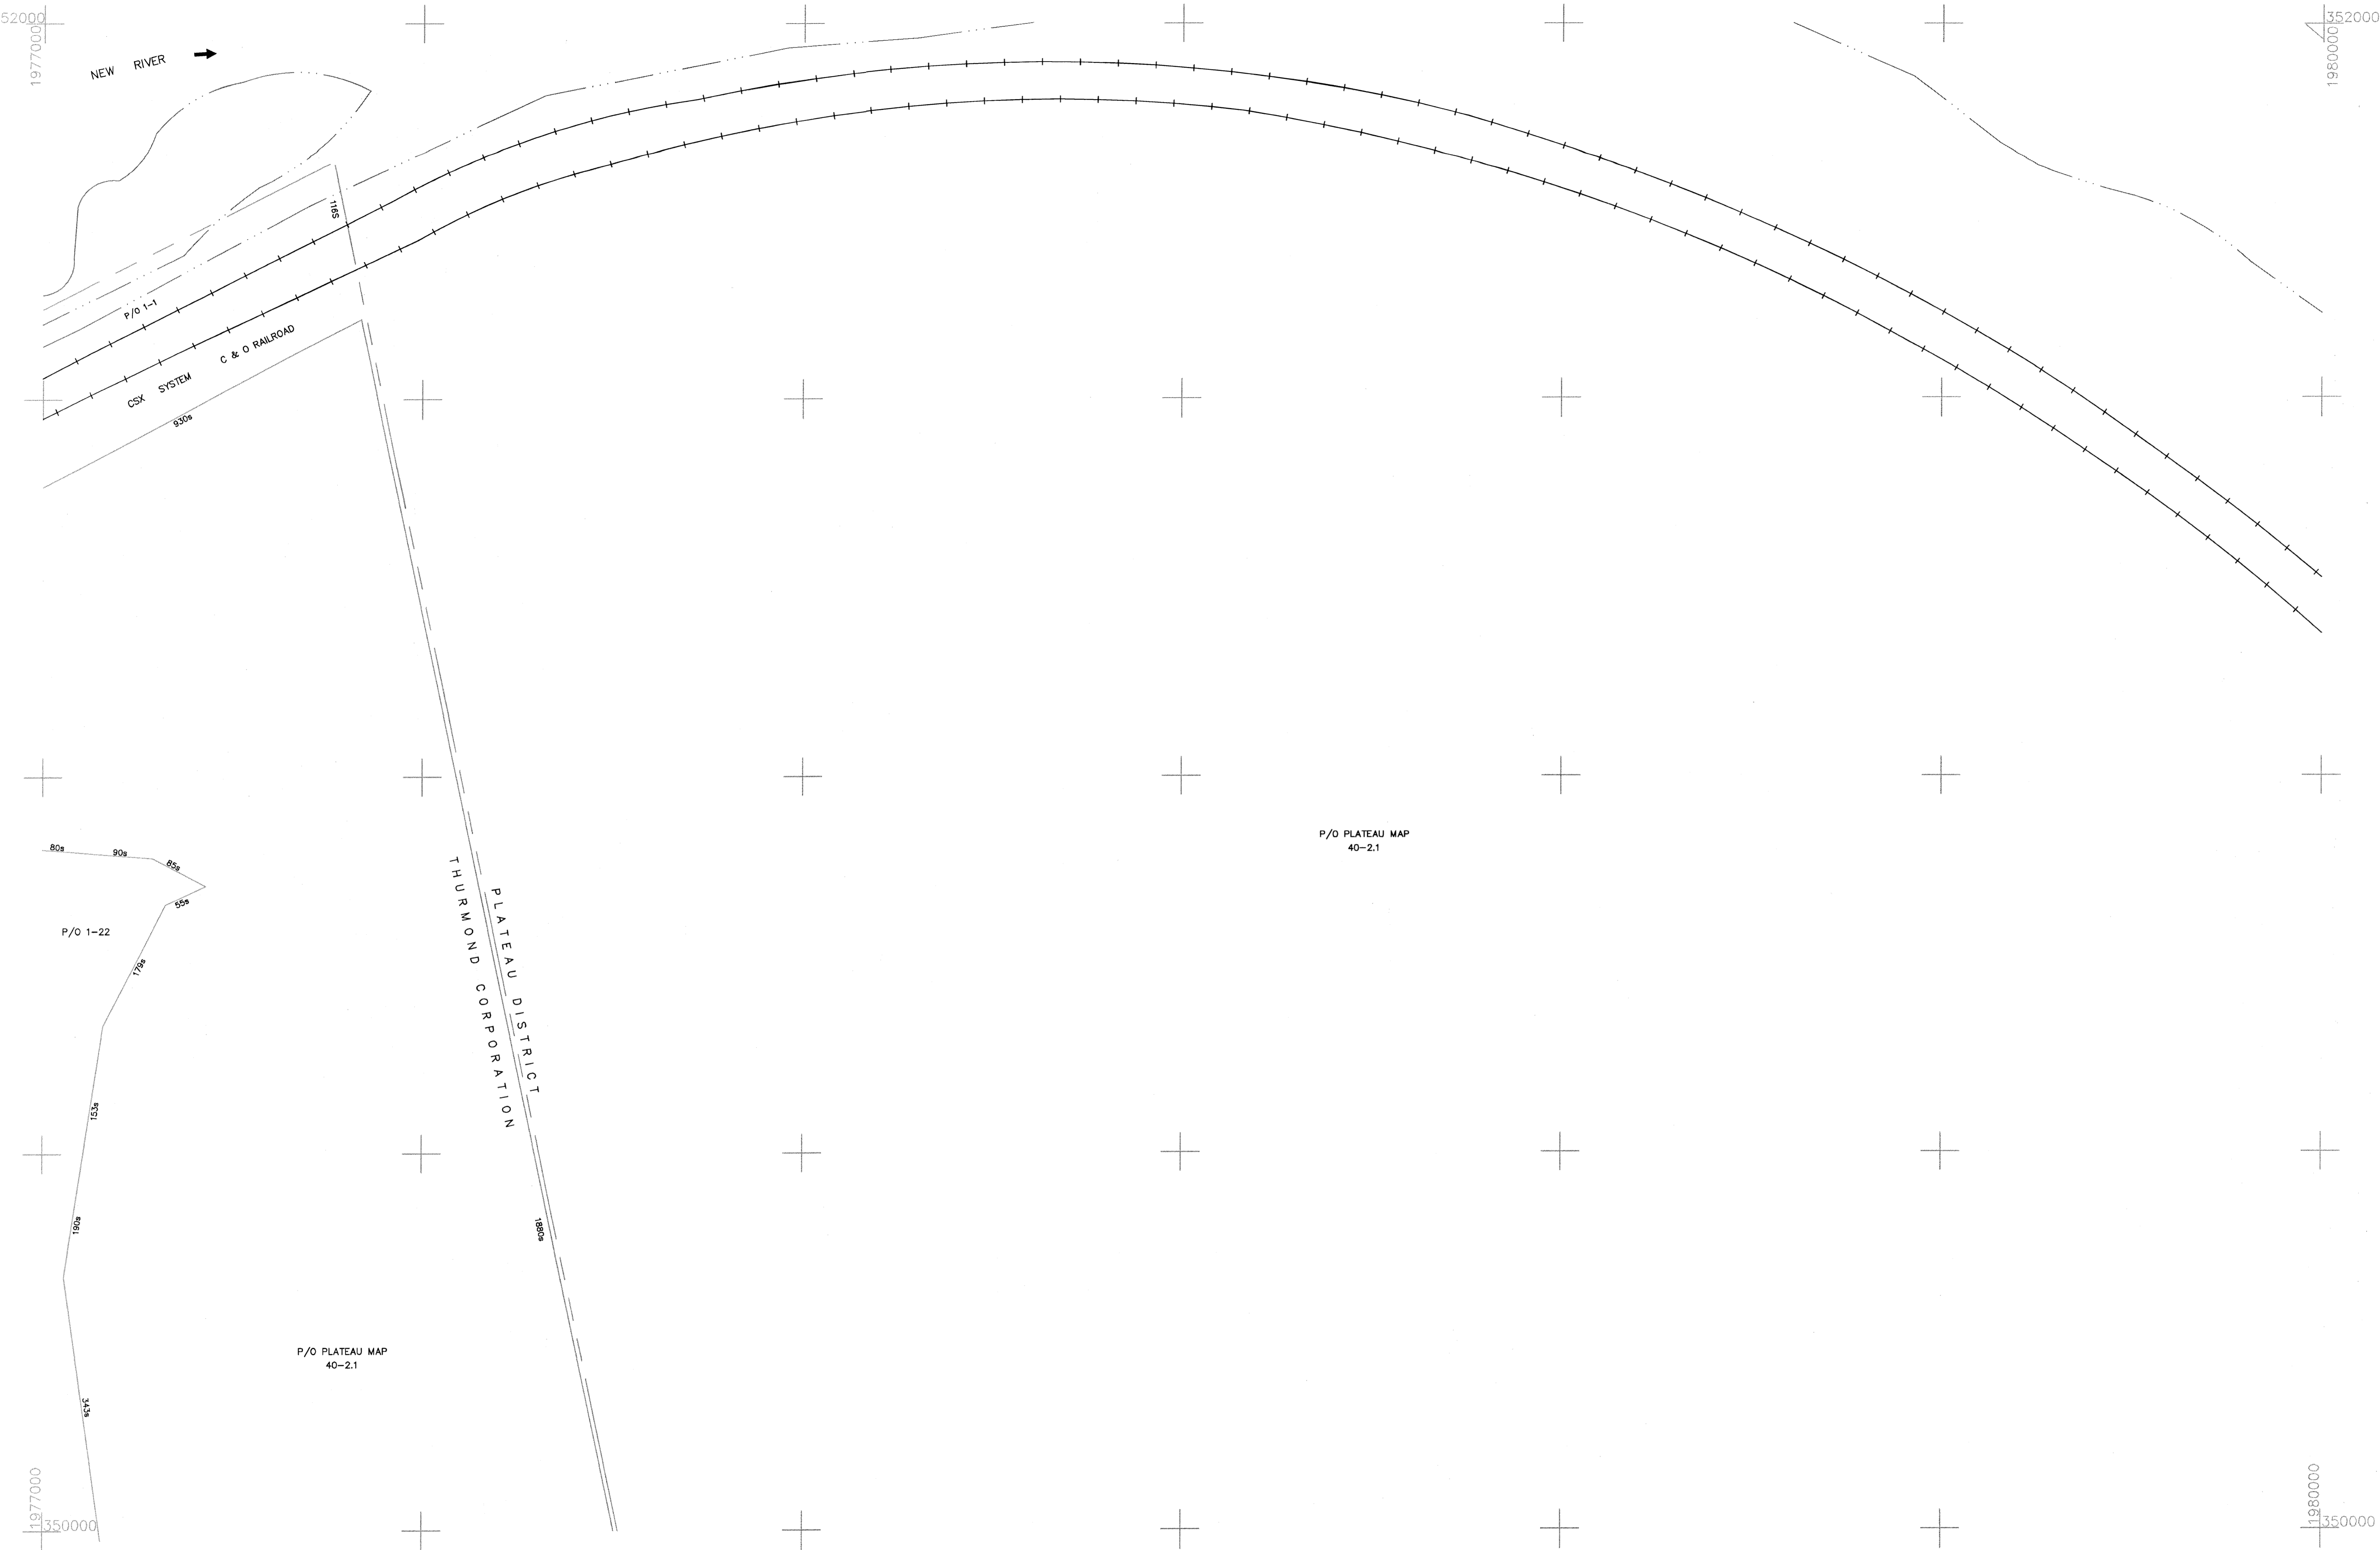 52000
1977000
352000
1980000
NEW RIVER
116S
P/O 1-1
C & O RAILROAD
CSX SYSTEM
930s
P/O PLATEAU MAP
40-2.1
80s
90s
85s
55s
P/O 1-22
179s
PLATEAU DISTRICT
THURMOND CORPORATION
153s
190s
1880s
P/O PLATEAU MAP
40-2.1
343s
1977000
350000
1980000
350000